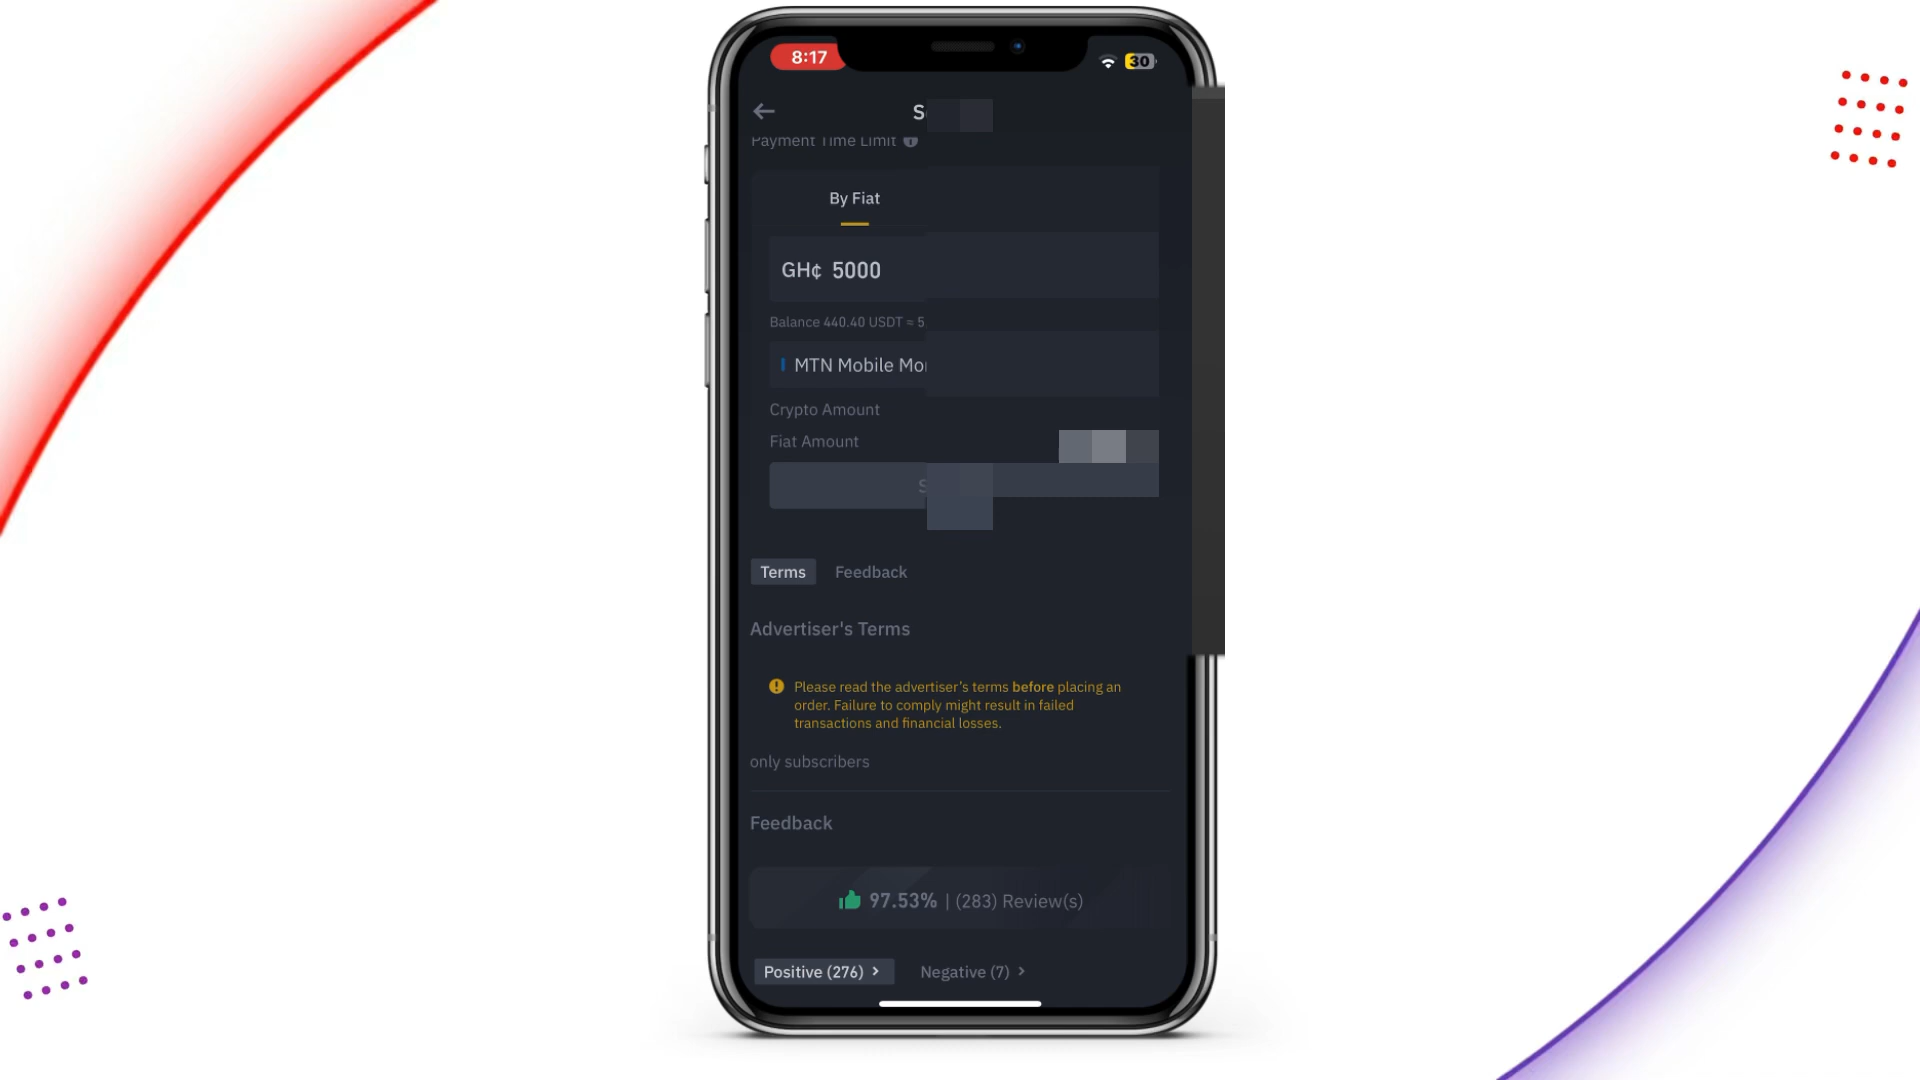 8:17
30
Payment Time Limit
By Fiat
GH¢ 5000
Balance 440.40 USDT ≈ 5
MTN Mobile
Crypto Amount
Fiat Amount
Terms Feedback
Advertiser's Terms
Please read the advertiser's terms before placing an
order. Failure to comply might result in failed
transactions and financial losses.
only subscribers
Feedback
97.53% | (283) Review(s)
Positive (276) >
Negative (7) >